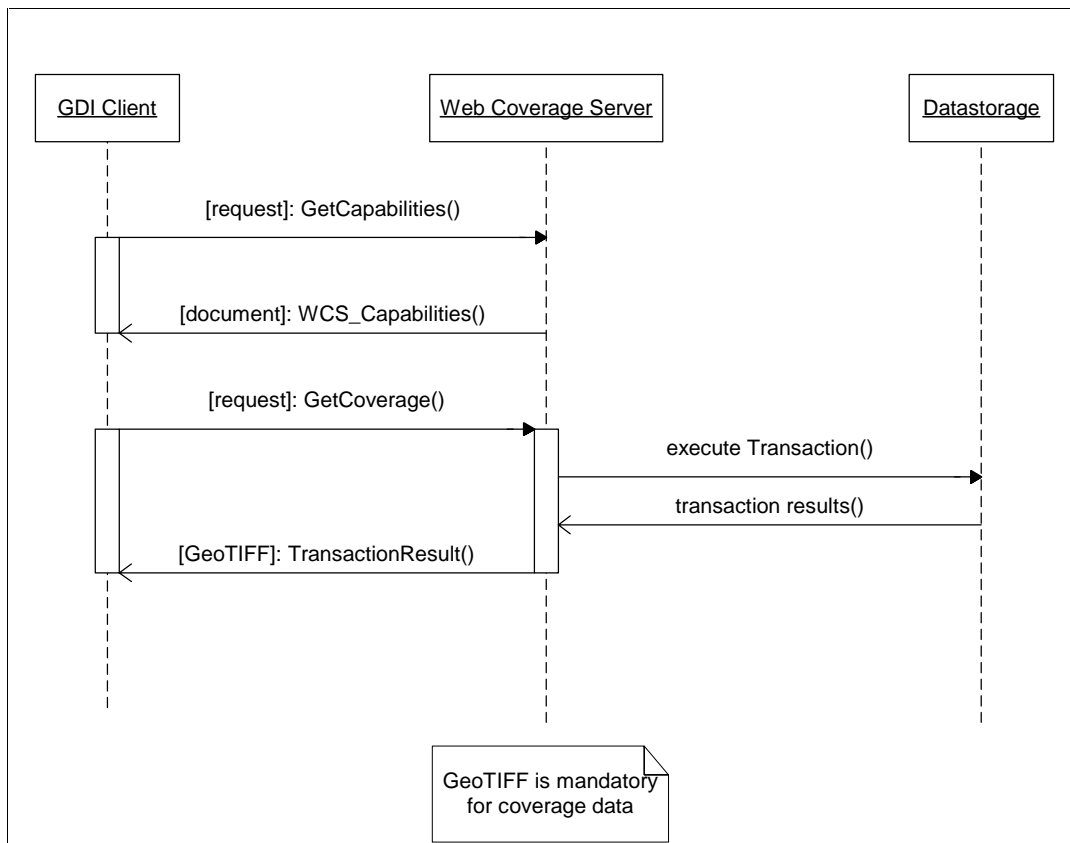 GDI Client
Web Coverage Server
Datastorage
[request]: GetCapabilities()
[document]: WCS_Capabilities()
[request]: GetCoverage()
execute Transaction()
transaction results()
[GeoTIFF]: TransactionResult()
GeoTIFF is mandatory
for coverage data